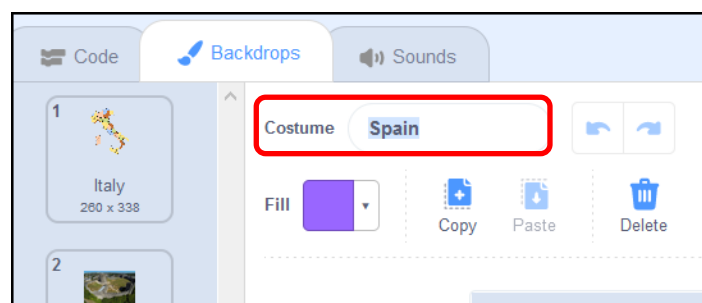 Code
Backdrops
Sounds
1
Italy
260 x 338
2
Costume
Spain
Fill
Copy
Paste
Delete